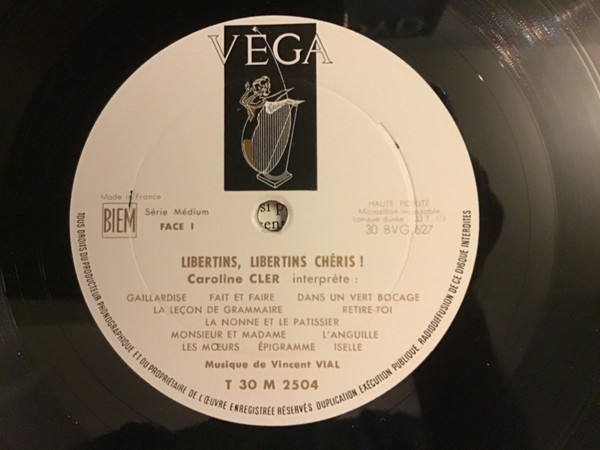 VÈGA
Made in France
BIEM
Série Médium
FACE I
HAUTE FIDÉLITÉ
30 BVG 627
si p
ten
LIBERTINS, LIBERTINS CHÉRIS !
Caroline CLER interprète :
GAILLARDISE FAIT ET FAIRE DANS UN VERT BOCAGE
LA LEÇON DE GRAMMAIRE RETIRE-TOI
LA NONNE ET LE PATISSIER
MONSIEUR ET MADAME L'ANGUILLE
LES MŒURS ÉPIGRAMME ISELLE
Musique de Vincent VIAL
T 30 M 2504
TOUS DROITS DU PRODUCTEUR PHONOGRAPHIQUE ET DU PROPRIÉTAIRE DE L'ŒUVRE ENREGISTRÉE RÉSERVÉS DUPLICATION EXÉCUTION PUBLIQUE, RADIODIFFUSION DE CE DISQUE INTERDITES